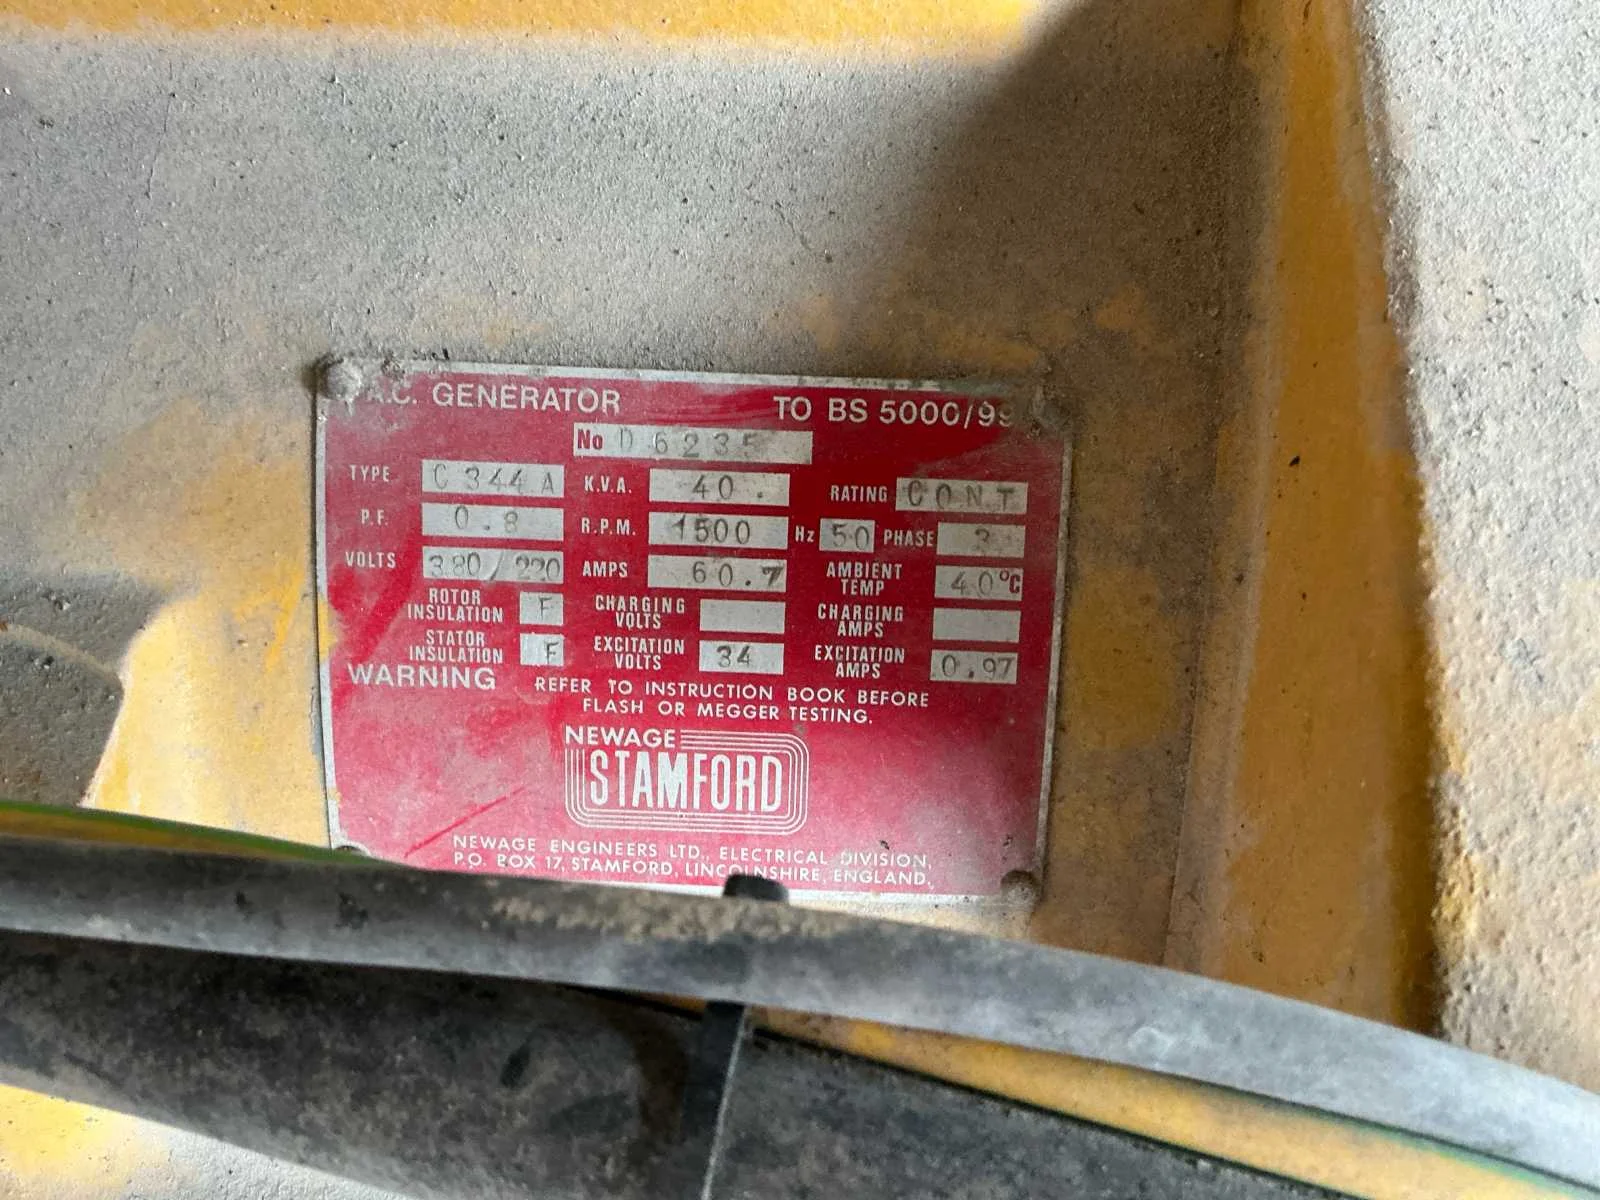 A.C. GENERATOR TO BS 5000/99
No D 6235
TYPE C 344 A K.V.A. 40. RATING CONT
P.F. 0.8 R.P.M. 1500 Hz 50 PHASE 3
VOLTS 380/220 AMPS 60.7 AMBIENT TEMP 40°C
ROTOR INSULATION F CHARGING VOLTS CHARGING AMPS
STATOR INSULATION F EXCITATION VOLTS 34 EXCITATION AMPS 0.97
WARNING REFER TO INSTRUCTION BOOK BEFORE
FLASH OR MEGGER TESTING.
NEWAGE
STAMFORD
NEWAGE ENGINEERS LTD., ELECTRICAL DIVISION,
P.O. BOX 17, STAMFORD, LINCOLNSHIRE, ENGLAND.